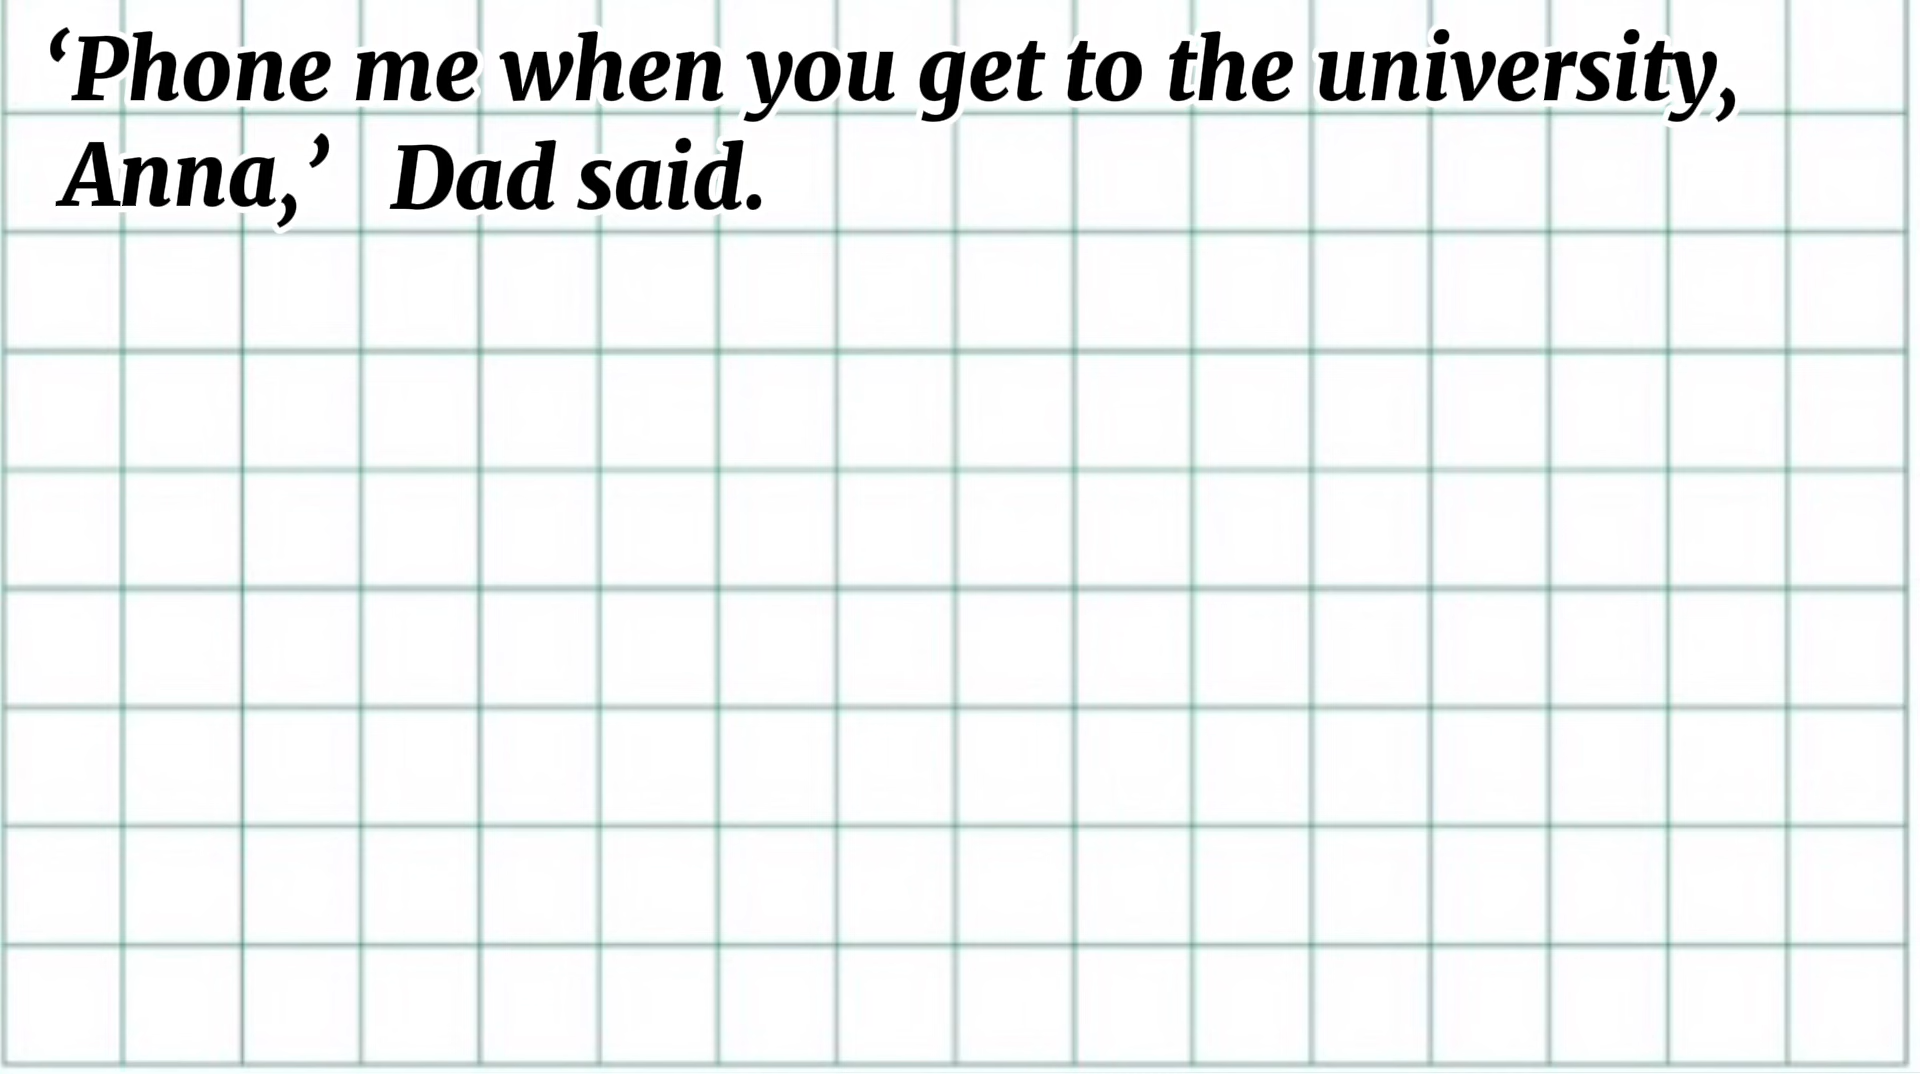 ‘Phone me when you get to the university,
Anna,’ Dad said.